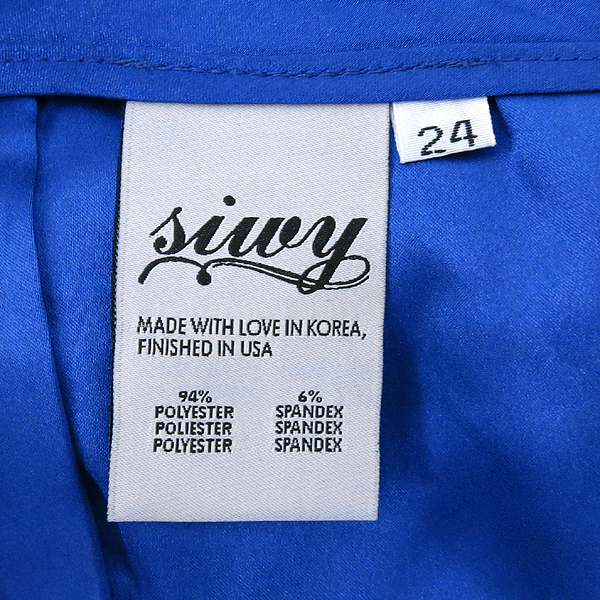 24
siwy
MADE WITH LOVE IN KOREA,
FINISHED IN USA
94% 6%
POLYESTER SPANDEX
POLIESTER SPANDEX
POLYESTER SPANDEX